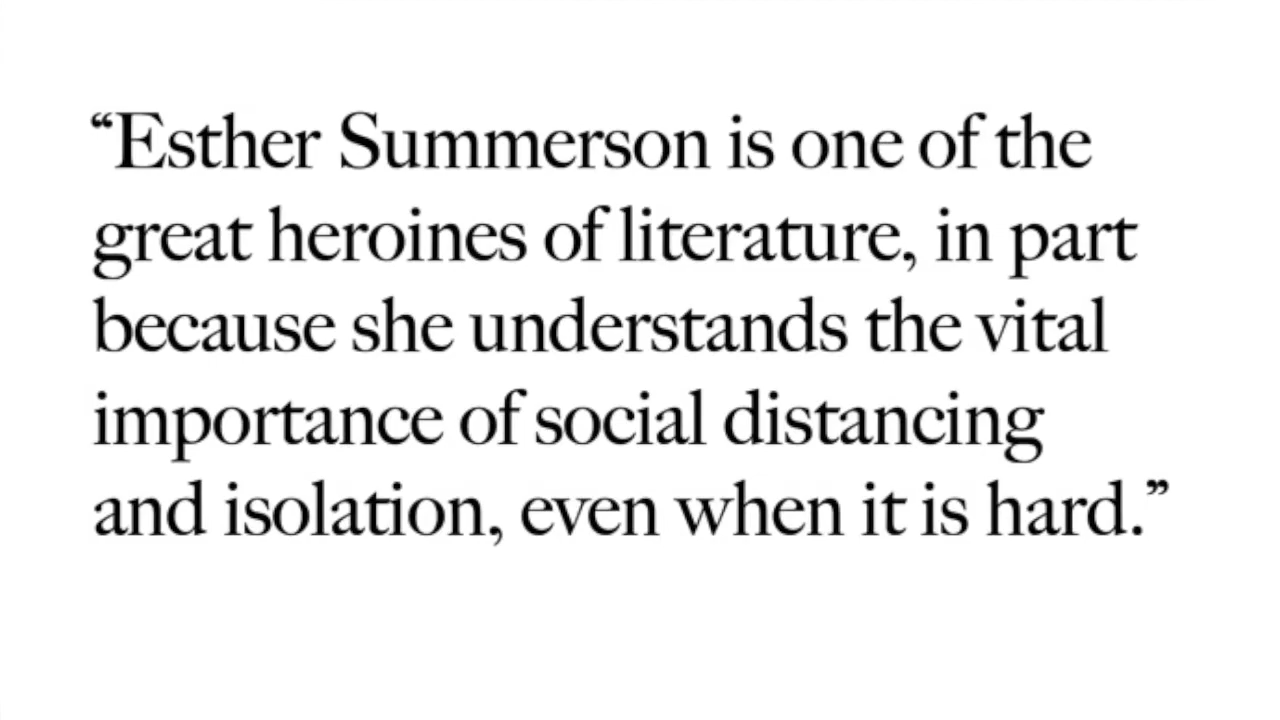 “Esther Summerson is one of the
great heroines of literature, in part
because she understands the vital
importance of social distancing
and isolation, even when it is hard.”